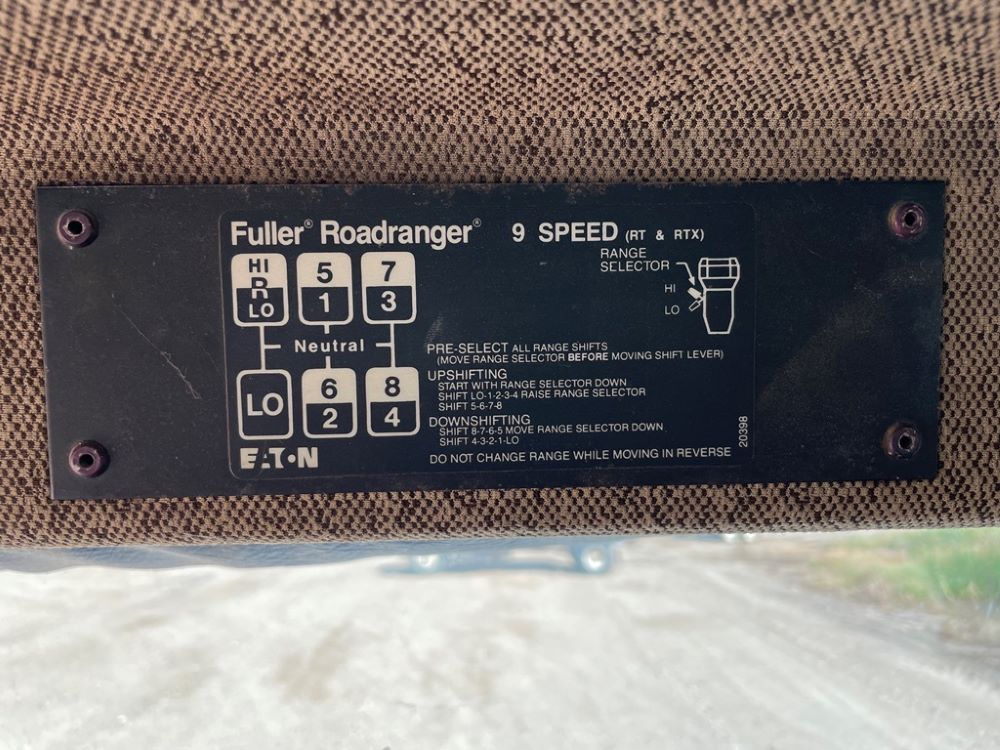 Fuller® Roadranger® 9 SPEED (RT & RTX)
RANGE
SELECTOR
HI
LO
HI
R
LO
5
1
7
3
Neutral
LO
6
2
8
4
PRE-SELECT ALL RANGE SHIFTS
(MOVE RANGE SELECTOR BEFORE MOVING SHIFT LEVER)
UPSHIFTING
START WITH RANGE SELECTOR DOWN
SHIFT LO-1-2-3-4 RAISE RANGE SELECTOR
SHIFT 5-6-7-8
DOWNSHIFTING
SHIFT 8-7-6-5 MOVE RANGE SELECTOR DOWN
SHIFT 4-3-2-1-LO
DO NOT CHANGE RANGE WHILE MOVING IN REVERSE
EATON
20398